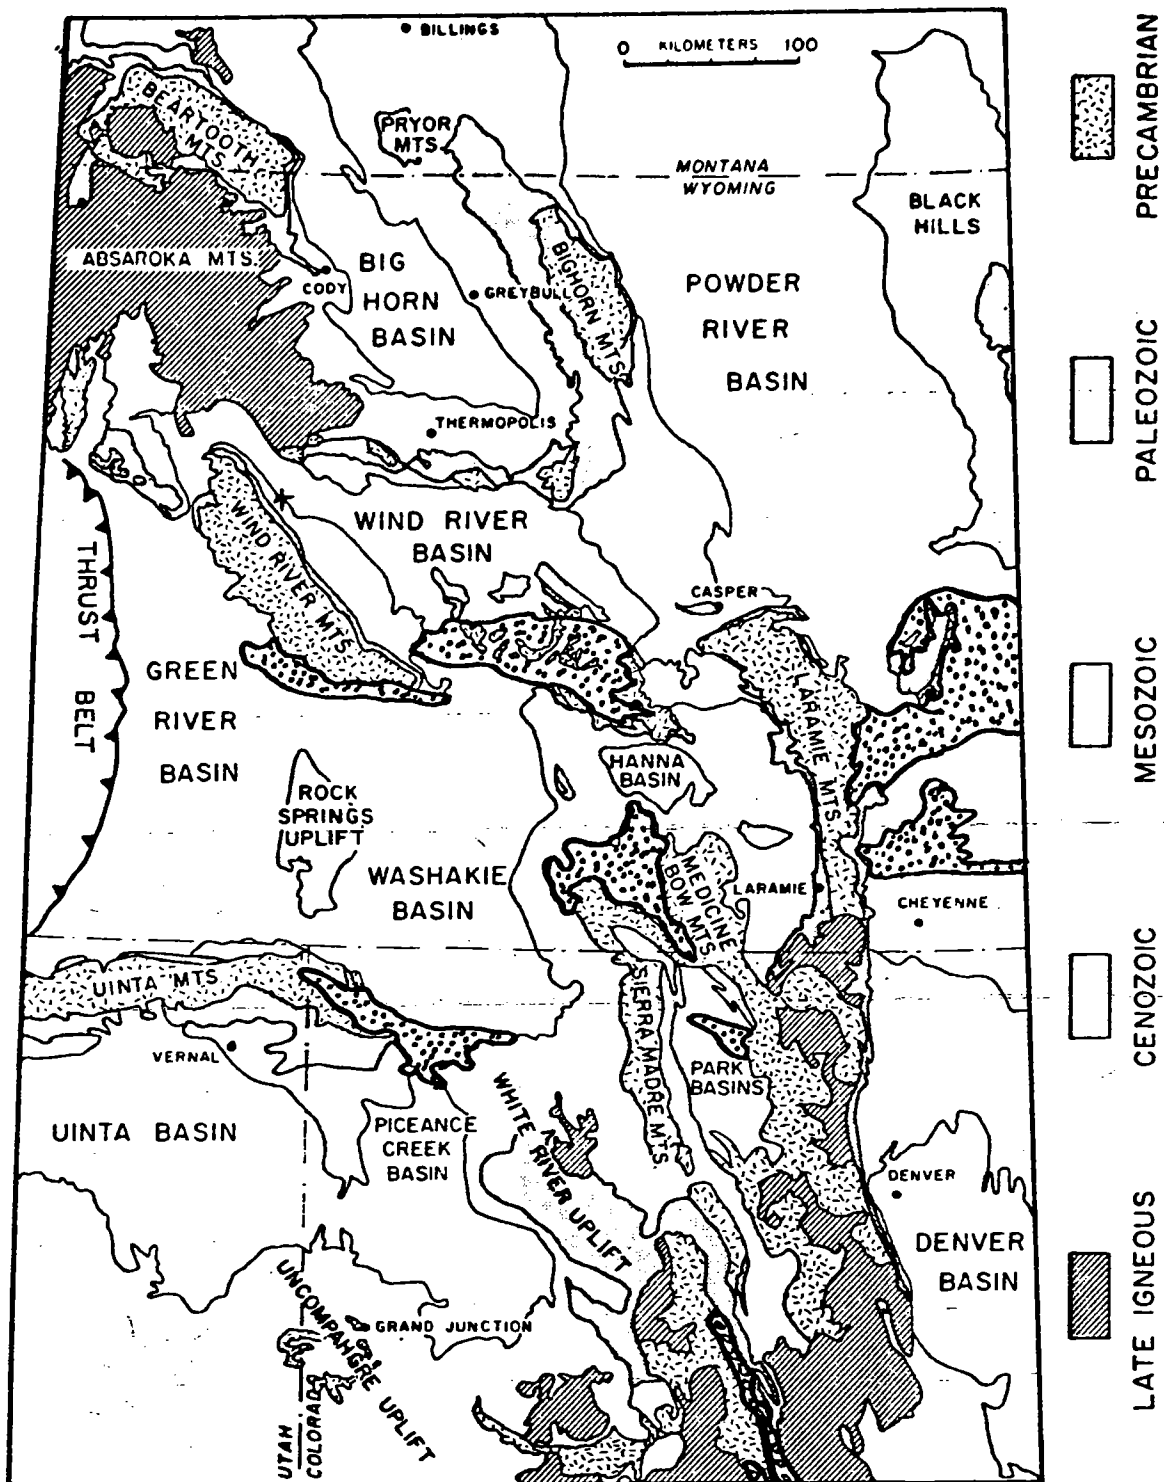 BILLINGS
0 KILOMETERS 100
BEARTOOTH
MTS.
PRYOR
MTS.
MONTANA
WYOMING
BLACK
HILLS
ABSAROKA MTS.
CODY
BIG
HORN
BASIN
GREYBULL
BIGHORN MTS.
POWDER
RIVER
BASIN
THERMOPOLIS
WIND RIVER
BASIN
WIND RIVER MTS.
THRUST BELT
CASPER
GREEN
RIVER
BASIN
LARAMIE MTS.
HANNA
BASIN
ROCK
SPRINGS
UPLIFT
WASHAKIE
BASIN
MEDICINE
BOW MTS.
LARAMIE
CHEYENNE
UINTA MTS.
SIERRA MADRE MTS.
VERNAL
PARK
BASINS
UINTA BASIN
PICEANCE
CREEK
BASIN
WHITE RIVER UPLIFT
DENVER
DENVER
BASIN
UNCOMPAHGRE UPLIFT
GRAND JUNCTION
UTAH
COLORADO
PRECAMBRIAN
PALEOZOIC
MESOZOIC
CENOZOIC
LATE IGNEOUS